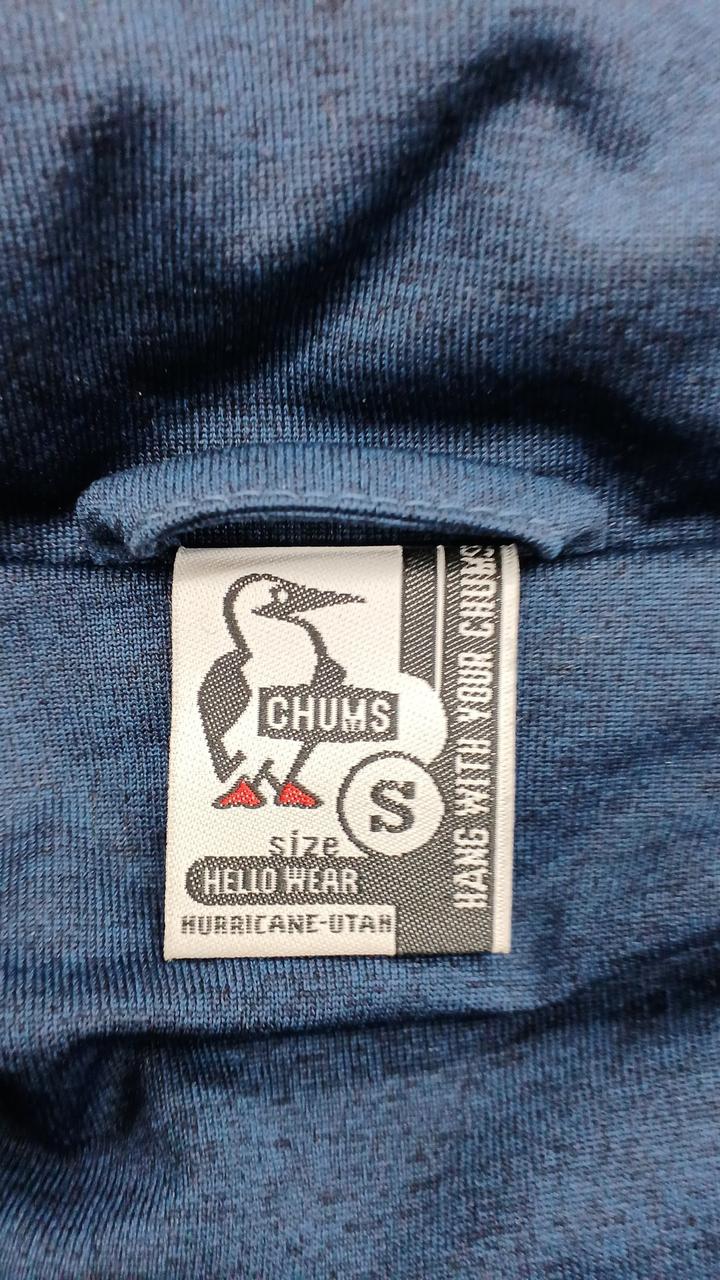 CHUMS
S
size
HELLO WEAR
HURRICANE-UTAH
HANG WITH YOUR CHUMS